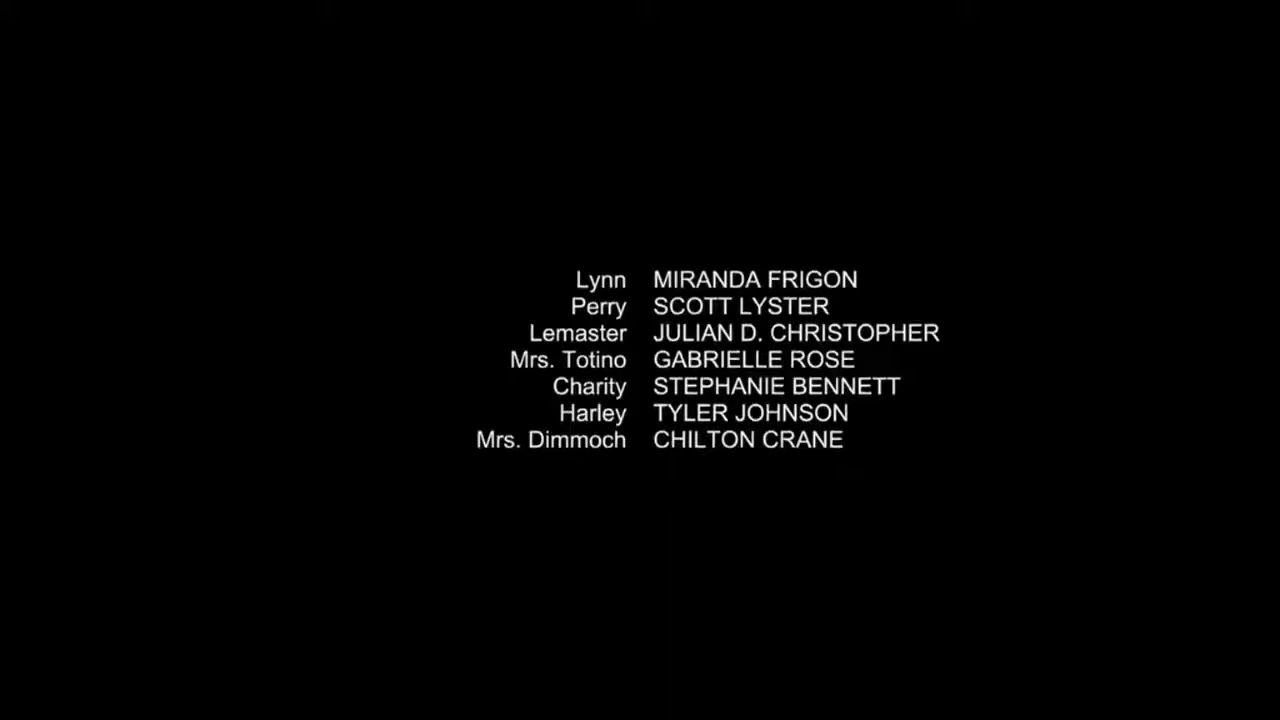 Lynn MIRANDA FRIGON
Perry SCOTT LYSTER
Lemaster JULIAN D. CHRISTOPHER
Mrs. Totino GABRIELLE ROSE
Charity STEPHANIE BENNETT
Harley TYLER JOHNSON
Mrs. Dimmoch CHILTON CRANE